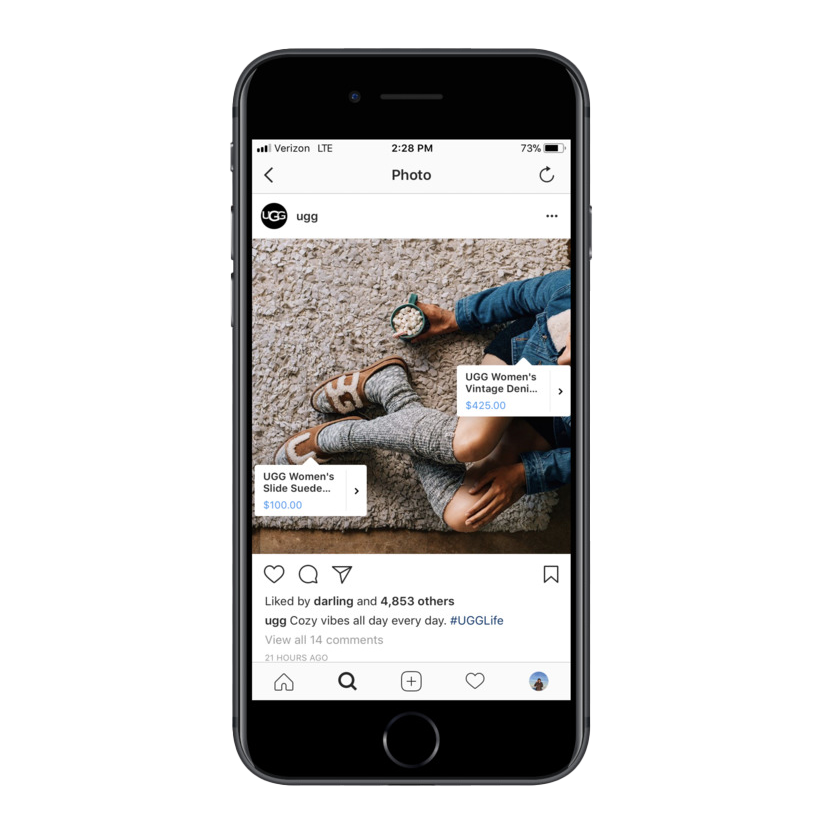 Verizon LTE 2:28 PM 73%
Photo
UGG ugg
UGG Women's
Vintage Deni...
$425.00
UGG Women's
Slide Suede...
$100.00
Liked by darling and 4,853 others
ugg Cozy vibes all day every day. #UGGLife
View all 14 comments
21 HOURS AGO